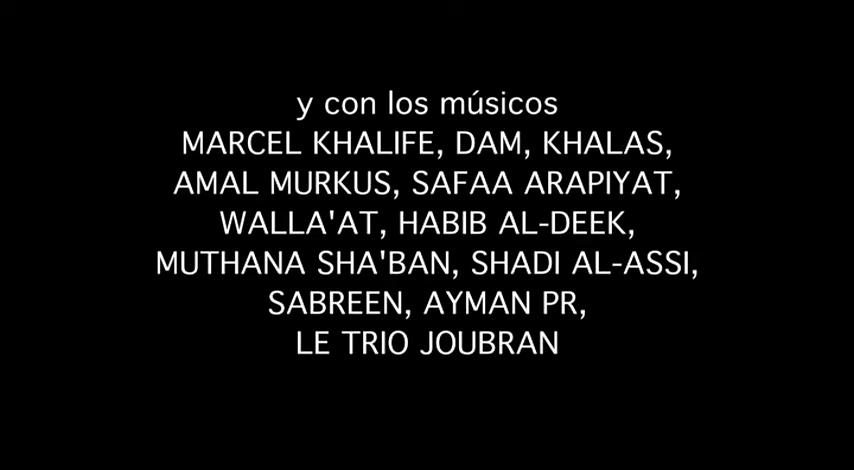 y con los músicos
MARCEL KHALIFE, DAM, KHALAS,
AMAL MURKUS, SAFAA ARAPIYAT,
WALLA'AT, HABIB AL-DEEK,
MUTHANA SHA'BAN, SHADI AL-ASSI,
SABREEN, AYMAN PR,
LE TRIO JOUBRAN